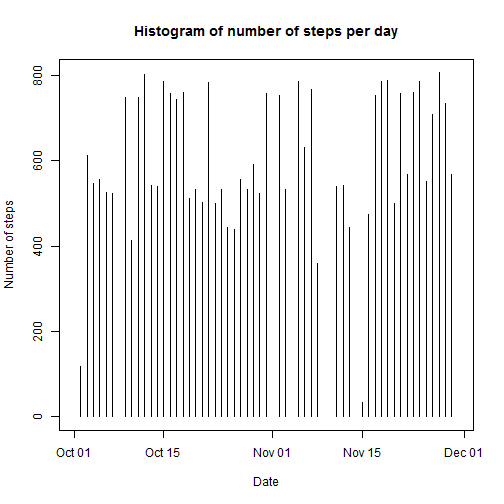 Histogram of number of steps per day
Number of steps
800
600
400
200
0
Oct 01
Oct 15
Nov 01
Nov 15
Dec 01
Date